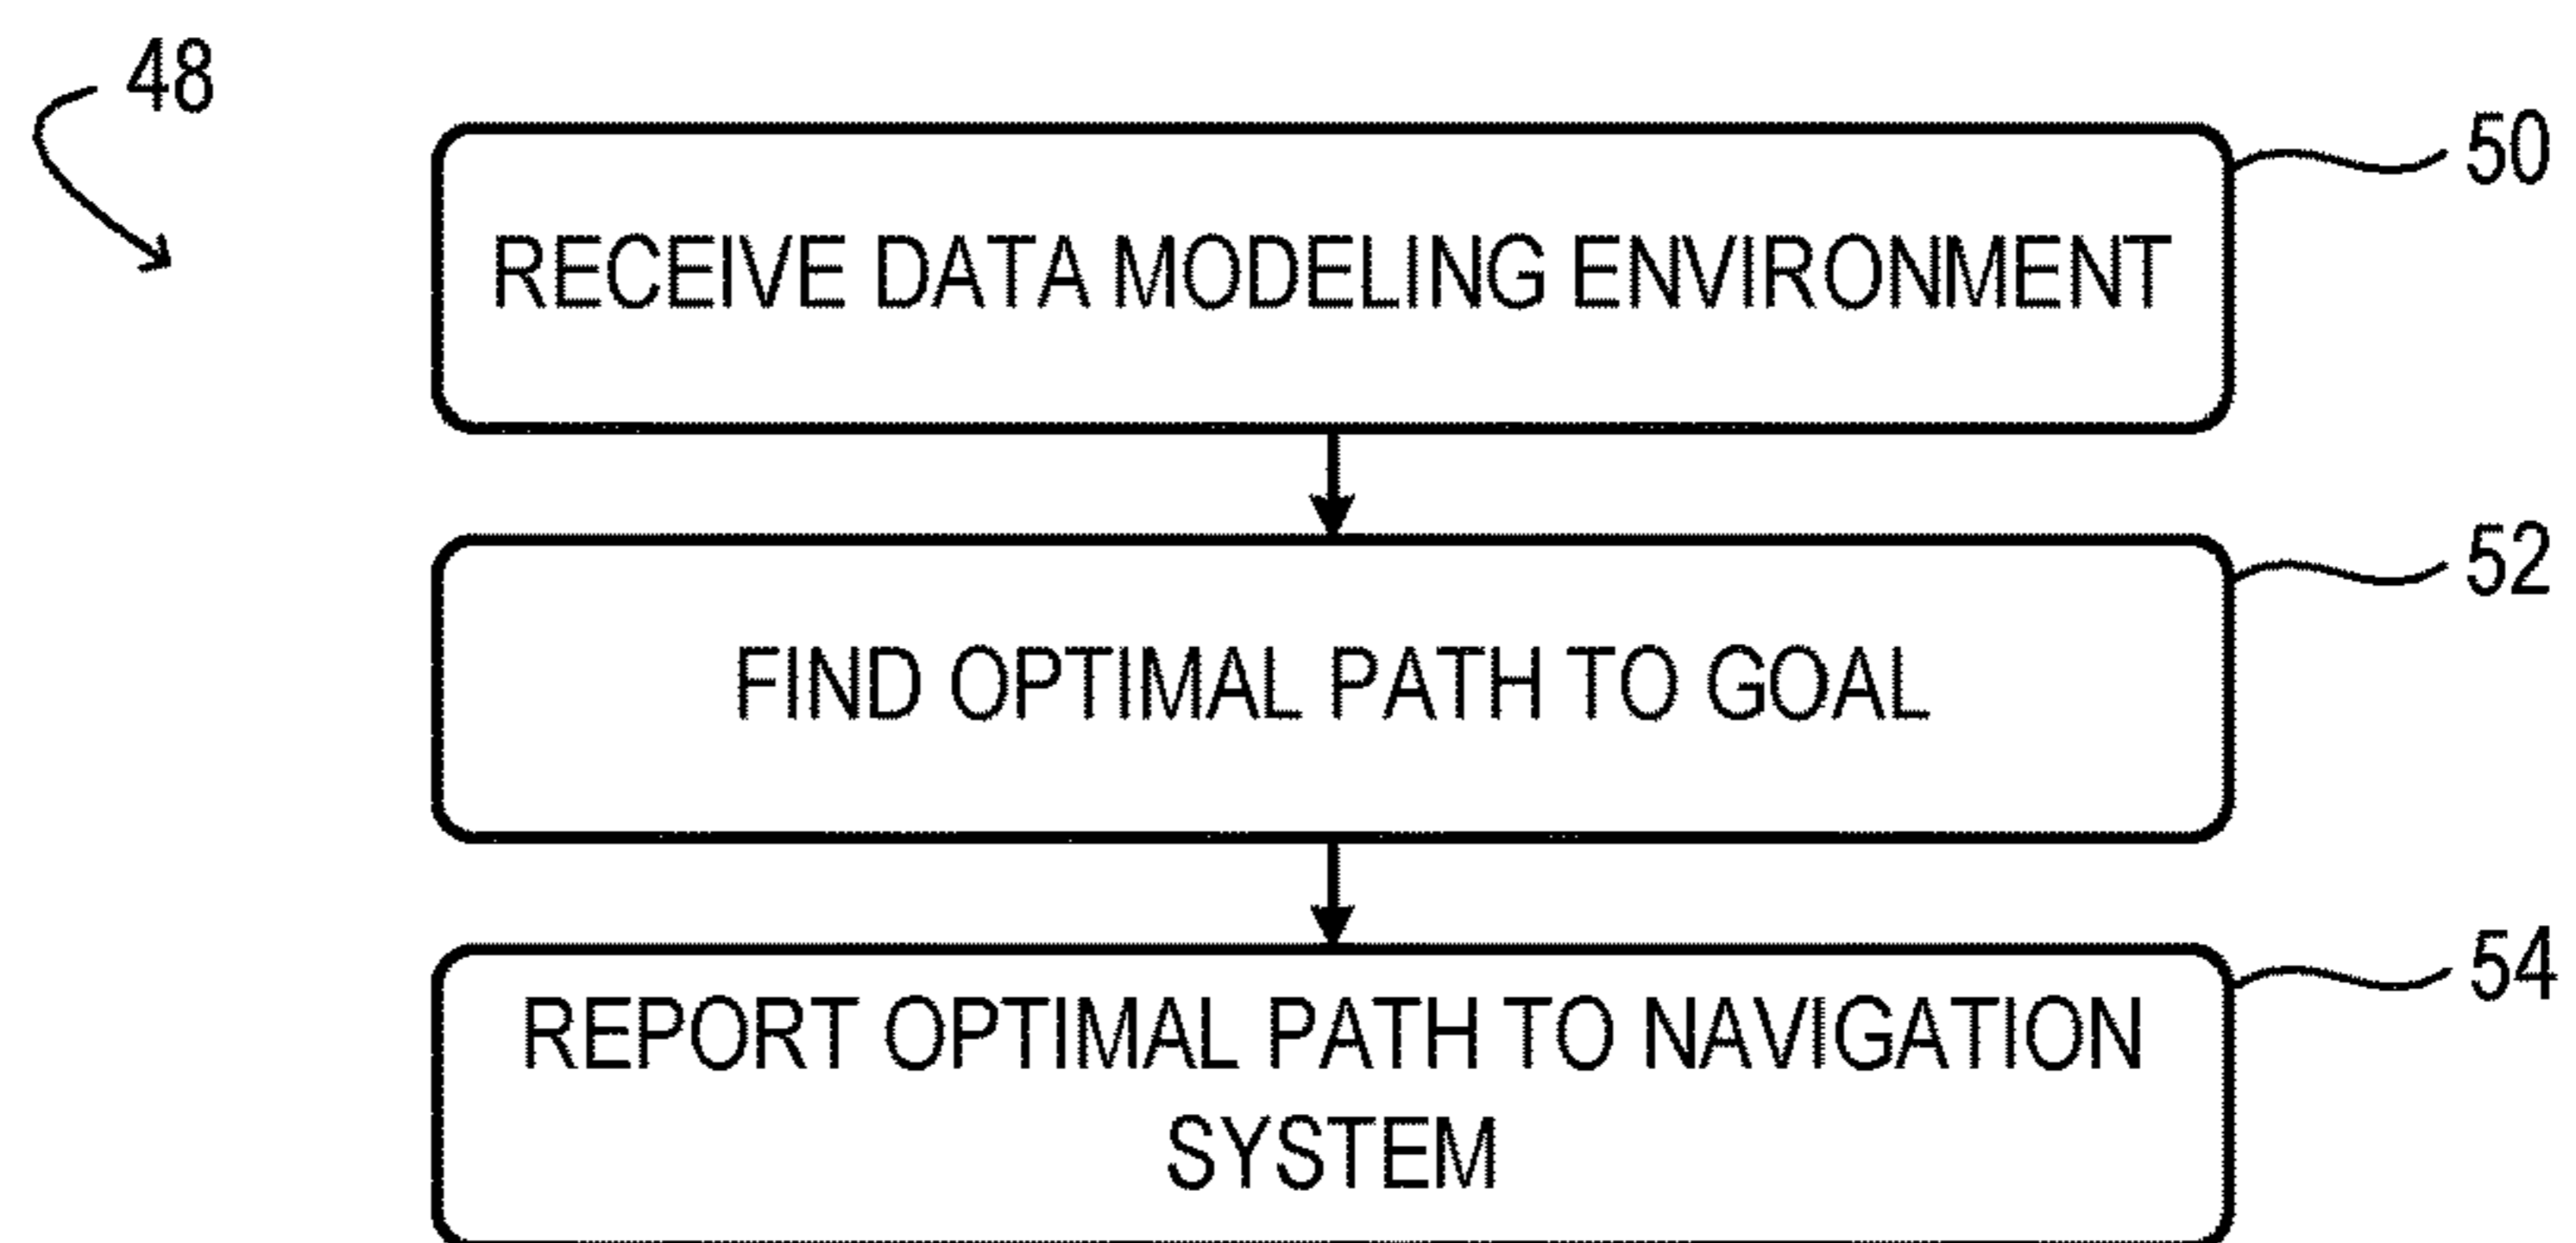 48
50
RECEIVE DATA MODELING ENVIRONMENT
52
FIND OPTIMAL PATH TO GOAL
54
REPORT OPTIMAL PATH TO NAVIGATION
SYSTEM